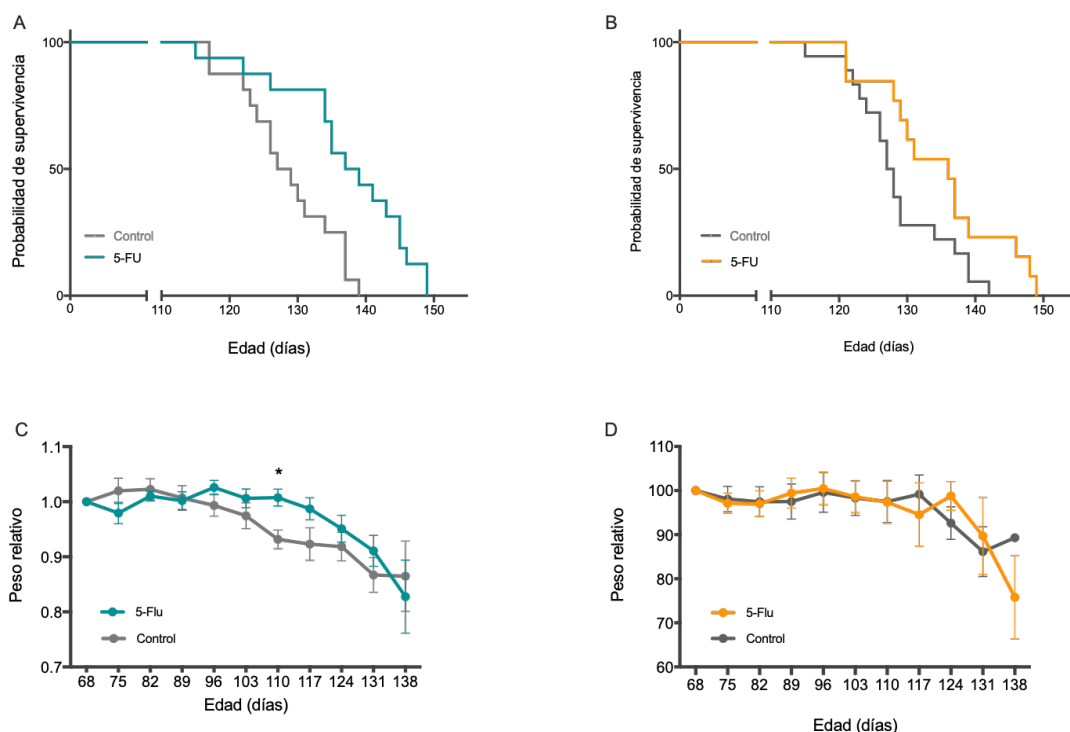 A
Probabilidad de supervivencia
100
50
0
Control
5-FU
0 110 120 130 140 150
Edad (días)
B
Probabilidad de supervivencia
100
50
0
Control
5-FU
0 110 120 130 140 150
Edad (días)
C
Peso relativo
1.1
1.0
0.9
0.8
0.7
*
5-Flu
Control
68 75 82 89 96 103 110 117 124 131 138
Edad (días)
D
Peso relativo
110
100
90
80
70
60
5-Flu
Control
68 75 82 89 96 103 110 117 124 131 138
Edad (días)